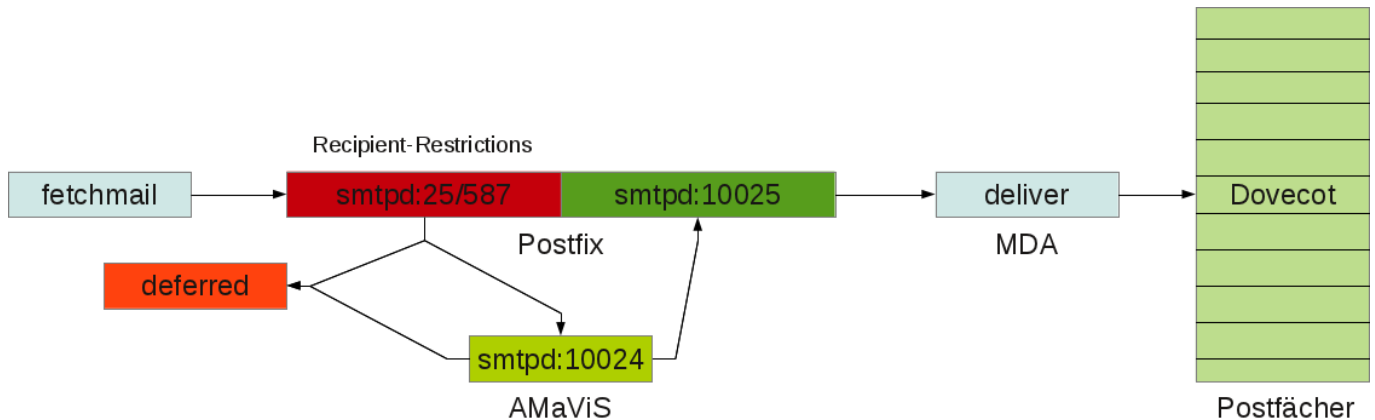 Recipient-Restrictions
fetchmail
smtpd:25/587
smtpd:10025
deliver
Dovecot
Postfix
MDA
deferred
smtpd:10024
AMaViS
Postfächer